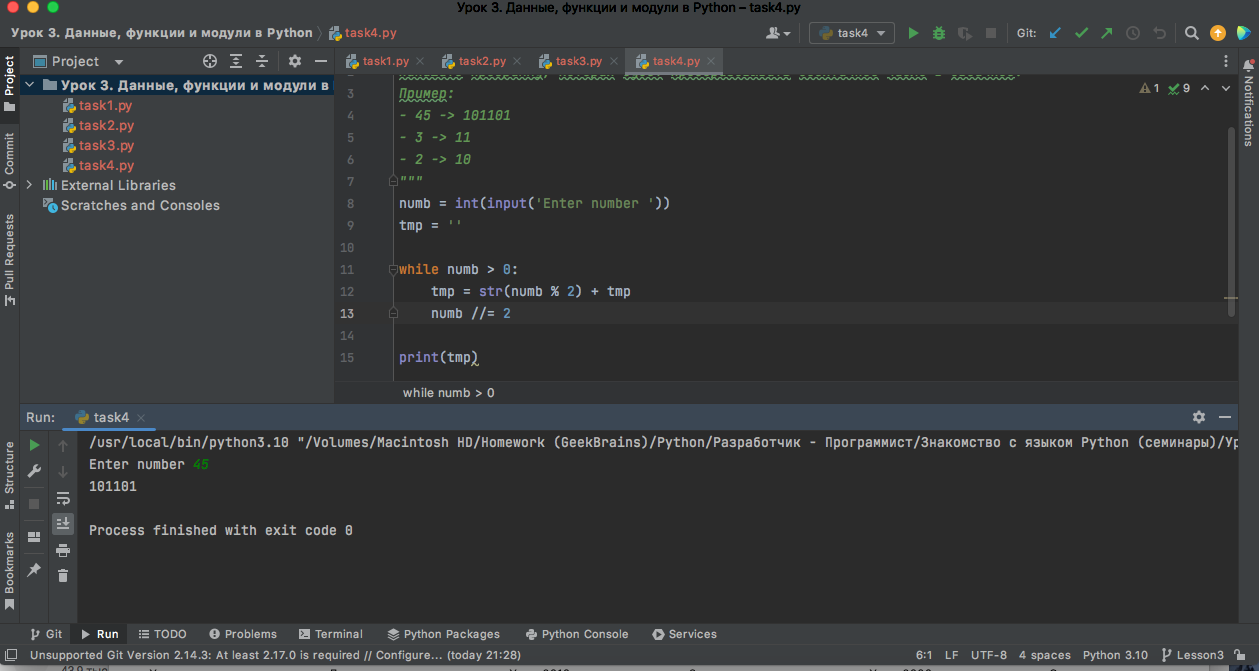 Урок 3. Данные, функции и модули в Python – task4.py
Урок 3. Данные, функции и модули в Python task4.py task4 Git:
Project
task1.py task2.py task3.py task4.py
Урок 3. Данные, функции и модули в
task1.py
task2.py
task3.py
task4.py
External Libraries
Scratches and Consoles
1 9
3 Пример:
4 - 45 -> 101101
5 - 3 -> 11
6 - 2 -> 10
7 """
8 numb = int(input('Enter number '))
9 tmp = ''
10
11 while numb > 0:
12 tmp = str(numb % 2) + tmp
13 numb //= 2
14
15 print(tmp)
while numb > 0
Project
Commit
Pull Requests
Structure
Bookmarks
Notifications
Run: task4
/usr/local/bin/python3.10 "/Volumes/Macintosh HD/Homework (GeekBrains)/Python/Разработчик - Программист/Знакомство с языком Python (семинары)/Ур
Enter number 45
101101
Process finished with exit code 0
Git Run TODO Problems Terminal Python Packages Python Console Services
Unsupported Git Version 2.14.3: At least 2.17.0 is required // Configure... (today 21:28) 6:1 LF UTF-8 4 spaces Python 3.10 Lesson3